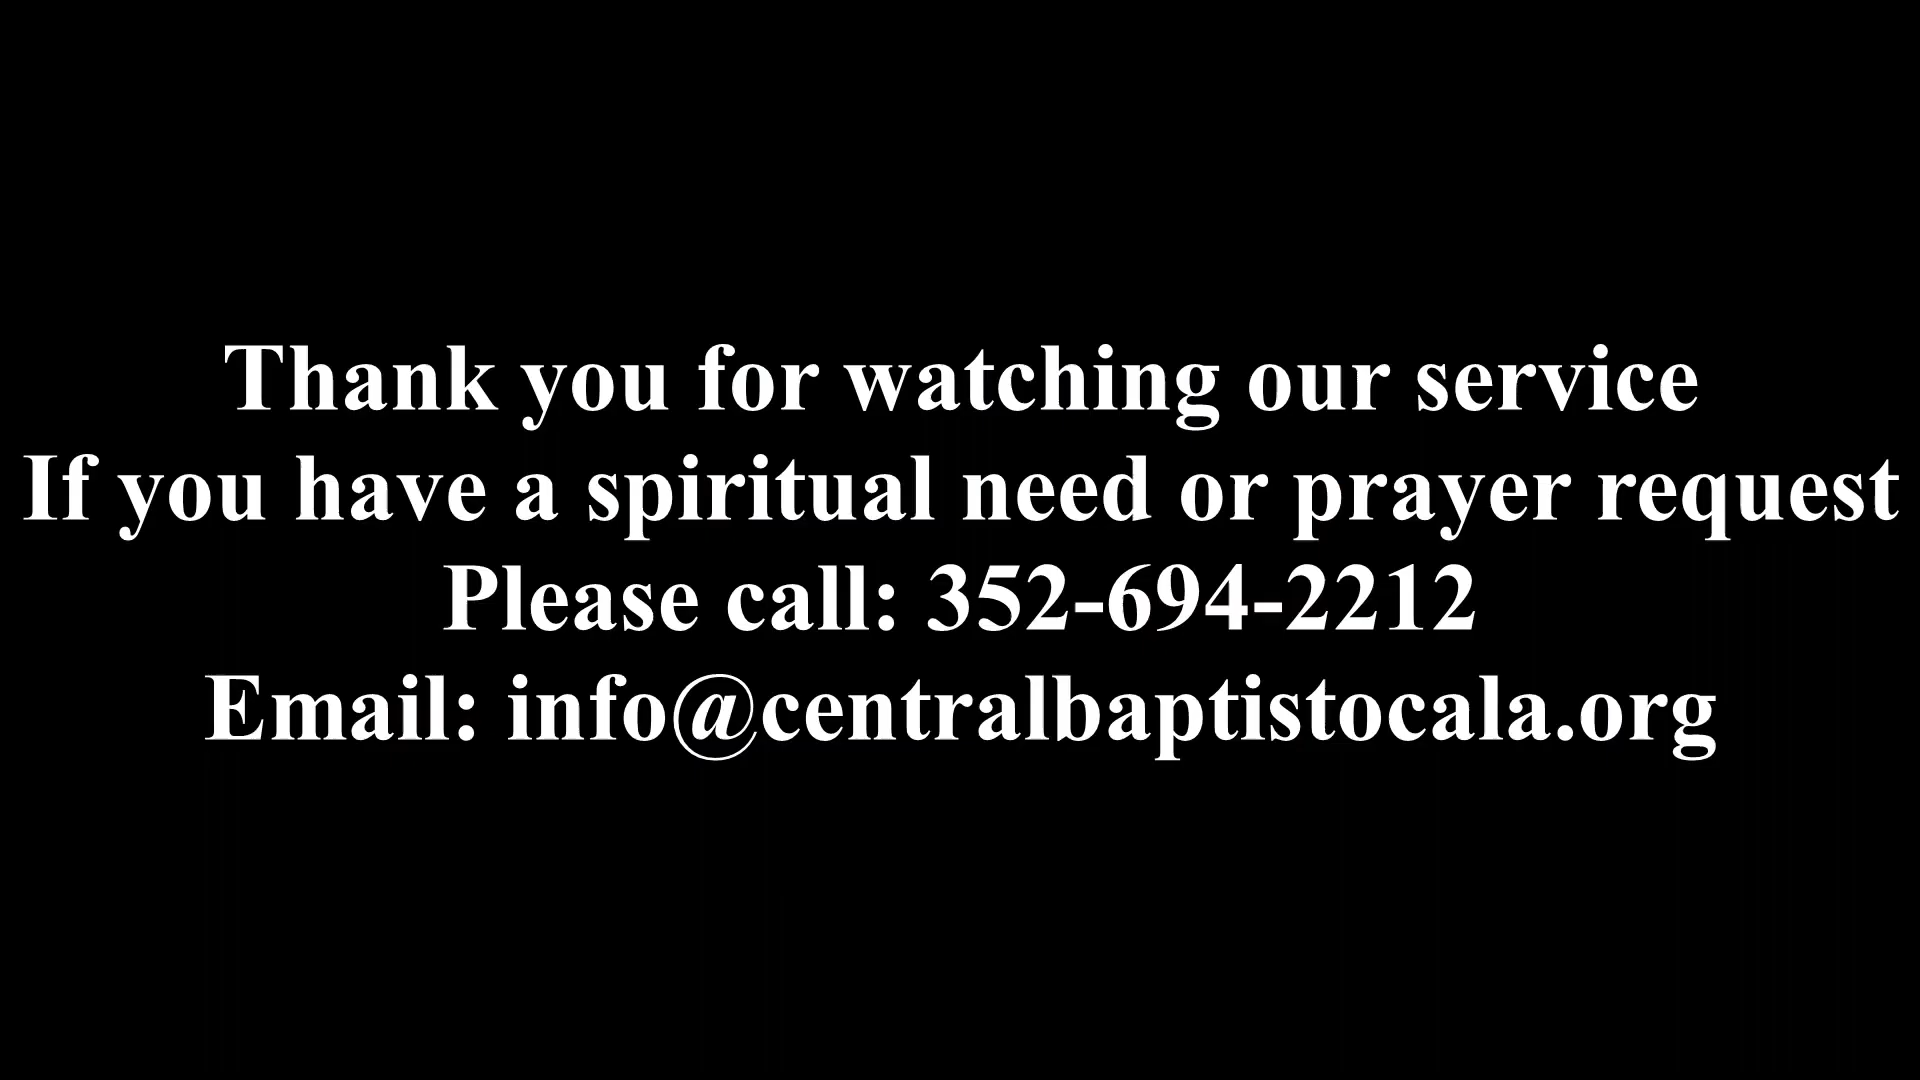 Thank you for watching our service
If you have a spiritual need or prayer request
Please call: 352-694-2212
Email: info@centralbaptistocala.org